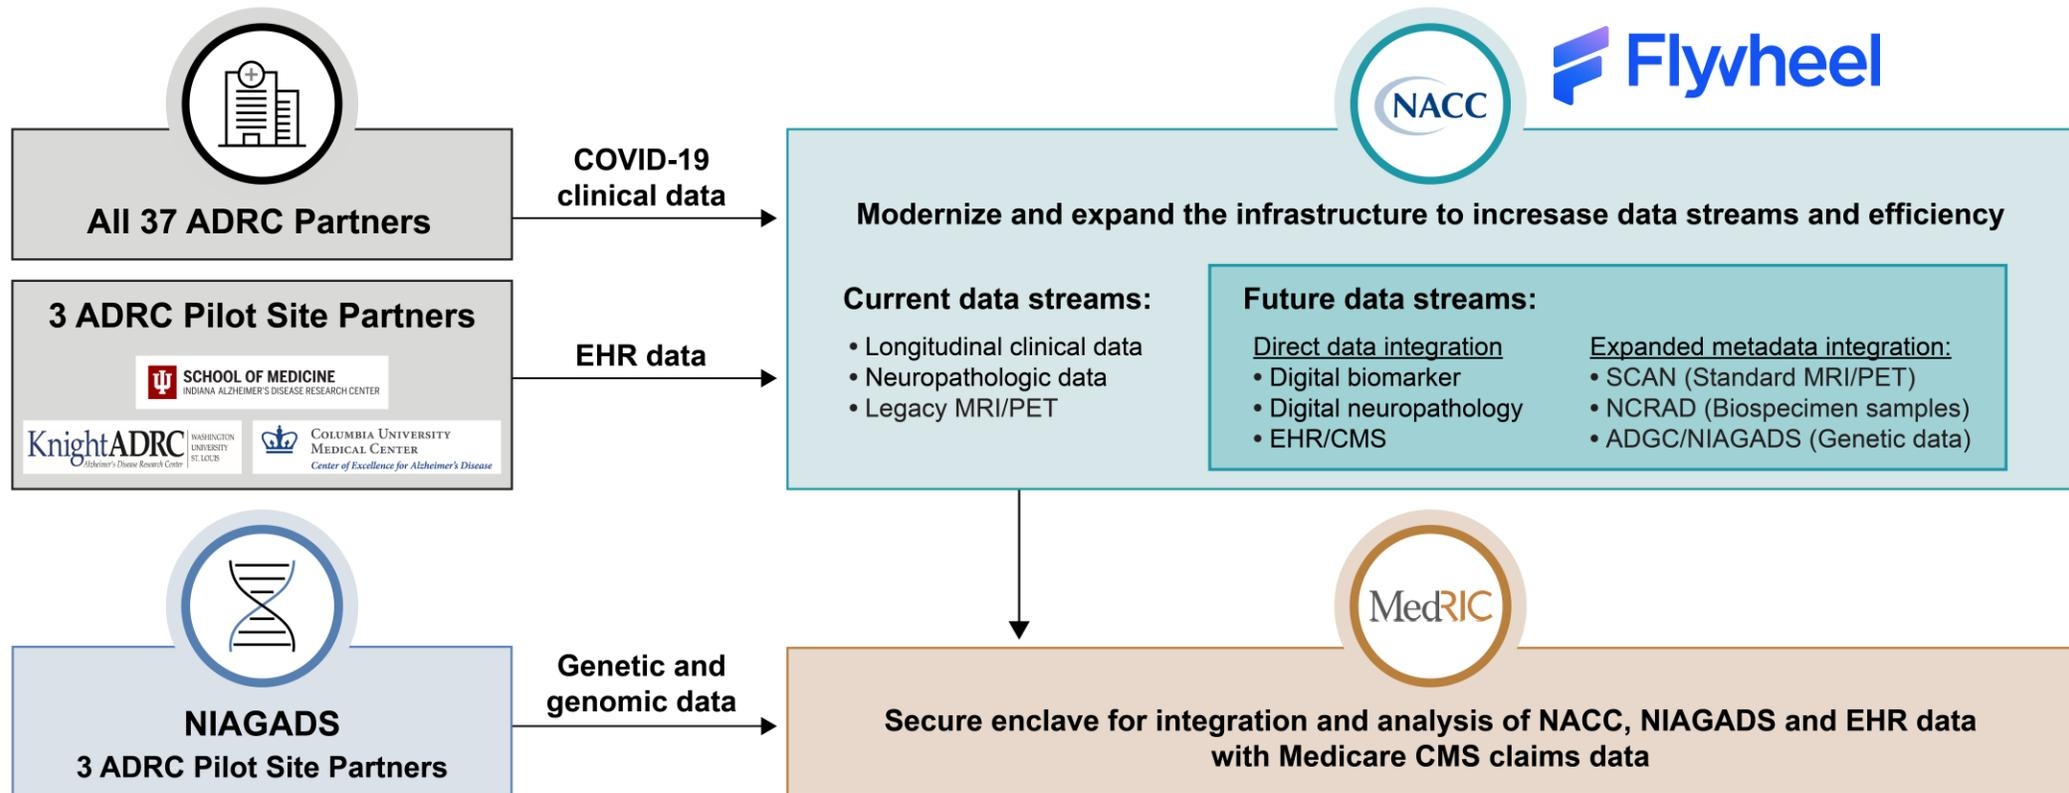 All 37 ADRC Partners
COVID-19
clinical data
3 ADRC Pilot Site Partners
SCHOOL OF MEDICINE
INDIANA ALZHEIMER'S DISEASE RESEARCH CENTER
KnightADRC
Alzheimer's Disease Research Center
WASHINGTON
UNIVERSITY
ST. LOUIS
COLUMBIA UNIVERSITY
MEDICAL CENTER
Center of Excellence for Alzheimer's Disease
EHR data
NACC
Flywheel
Modernize and expand the infrastructure to incresase data streams and efficiency
Current data streams:
• Longitudinal clinical data
• Neuropathologic data
• Legacy MRI/PET
Future data streams:
Direct data integration
• Digital biomarker
• Digital neuropathology
• EHR/CMS
Expanded metadata integration:
• SCAN (Standard MRI/PET)
• NCRAD (Biospecimen samples)
• ADGC/NIAGADS (Genetic data)
NIAGADS
3 ADRC Pilot Site Partners
Genetic and
genomic data
MedRIC
Secure enclave for integration and analysis of NACC, NIAGADS and EHR data
with Medicare CMS claims data